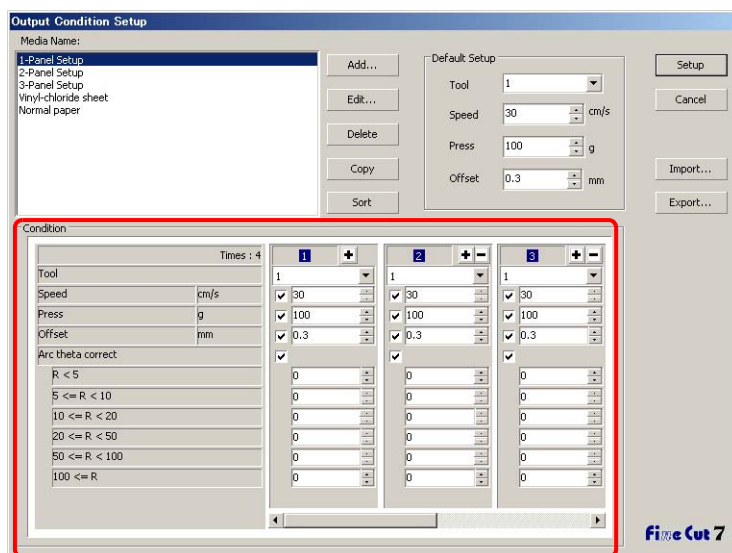 Output Condition Setup
Media Name:
1-Panel Setup
2-Panel Setup
3-Panel Setup
Vinyl-chloride sheet
Normal paper
Add...
Edit...
Delete
Copy
Sort
Default Setup
Tool 1
Speed 30 cm/s
Press 100 g
Offset 0.3 mm
Setup
Cancel
Import...
Export...
Condition
Times : 4 1 + 2 + - 3 + -
Tool 1 1 1
Speed cm/s 30 30 30
Press g 100 100 100
Offset mm 0.3 0.3 0.3
Arc theta correct
R < 5 0 0 0
5 <= R < 10 0 0 0
10 <= R < 20 0 0 0
20 <= R < 50 0 0 0
50 <= R < 100 0 0 0
100 <= R 0 0 0
Fine Cut 7